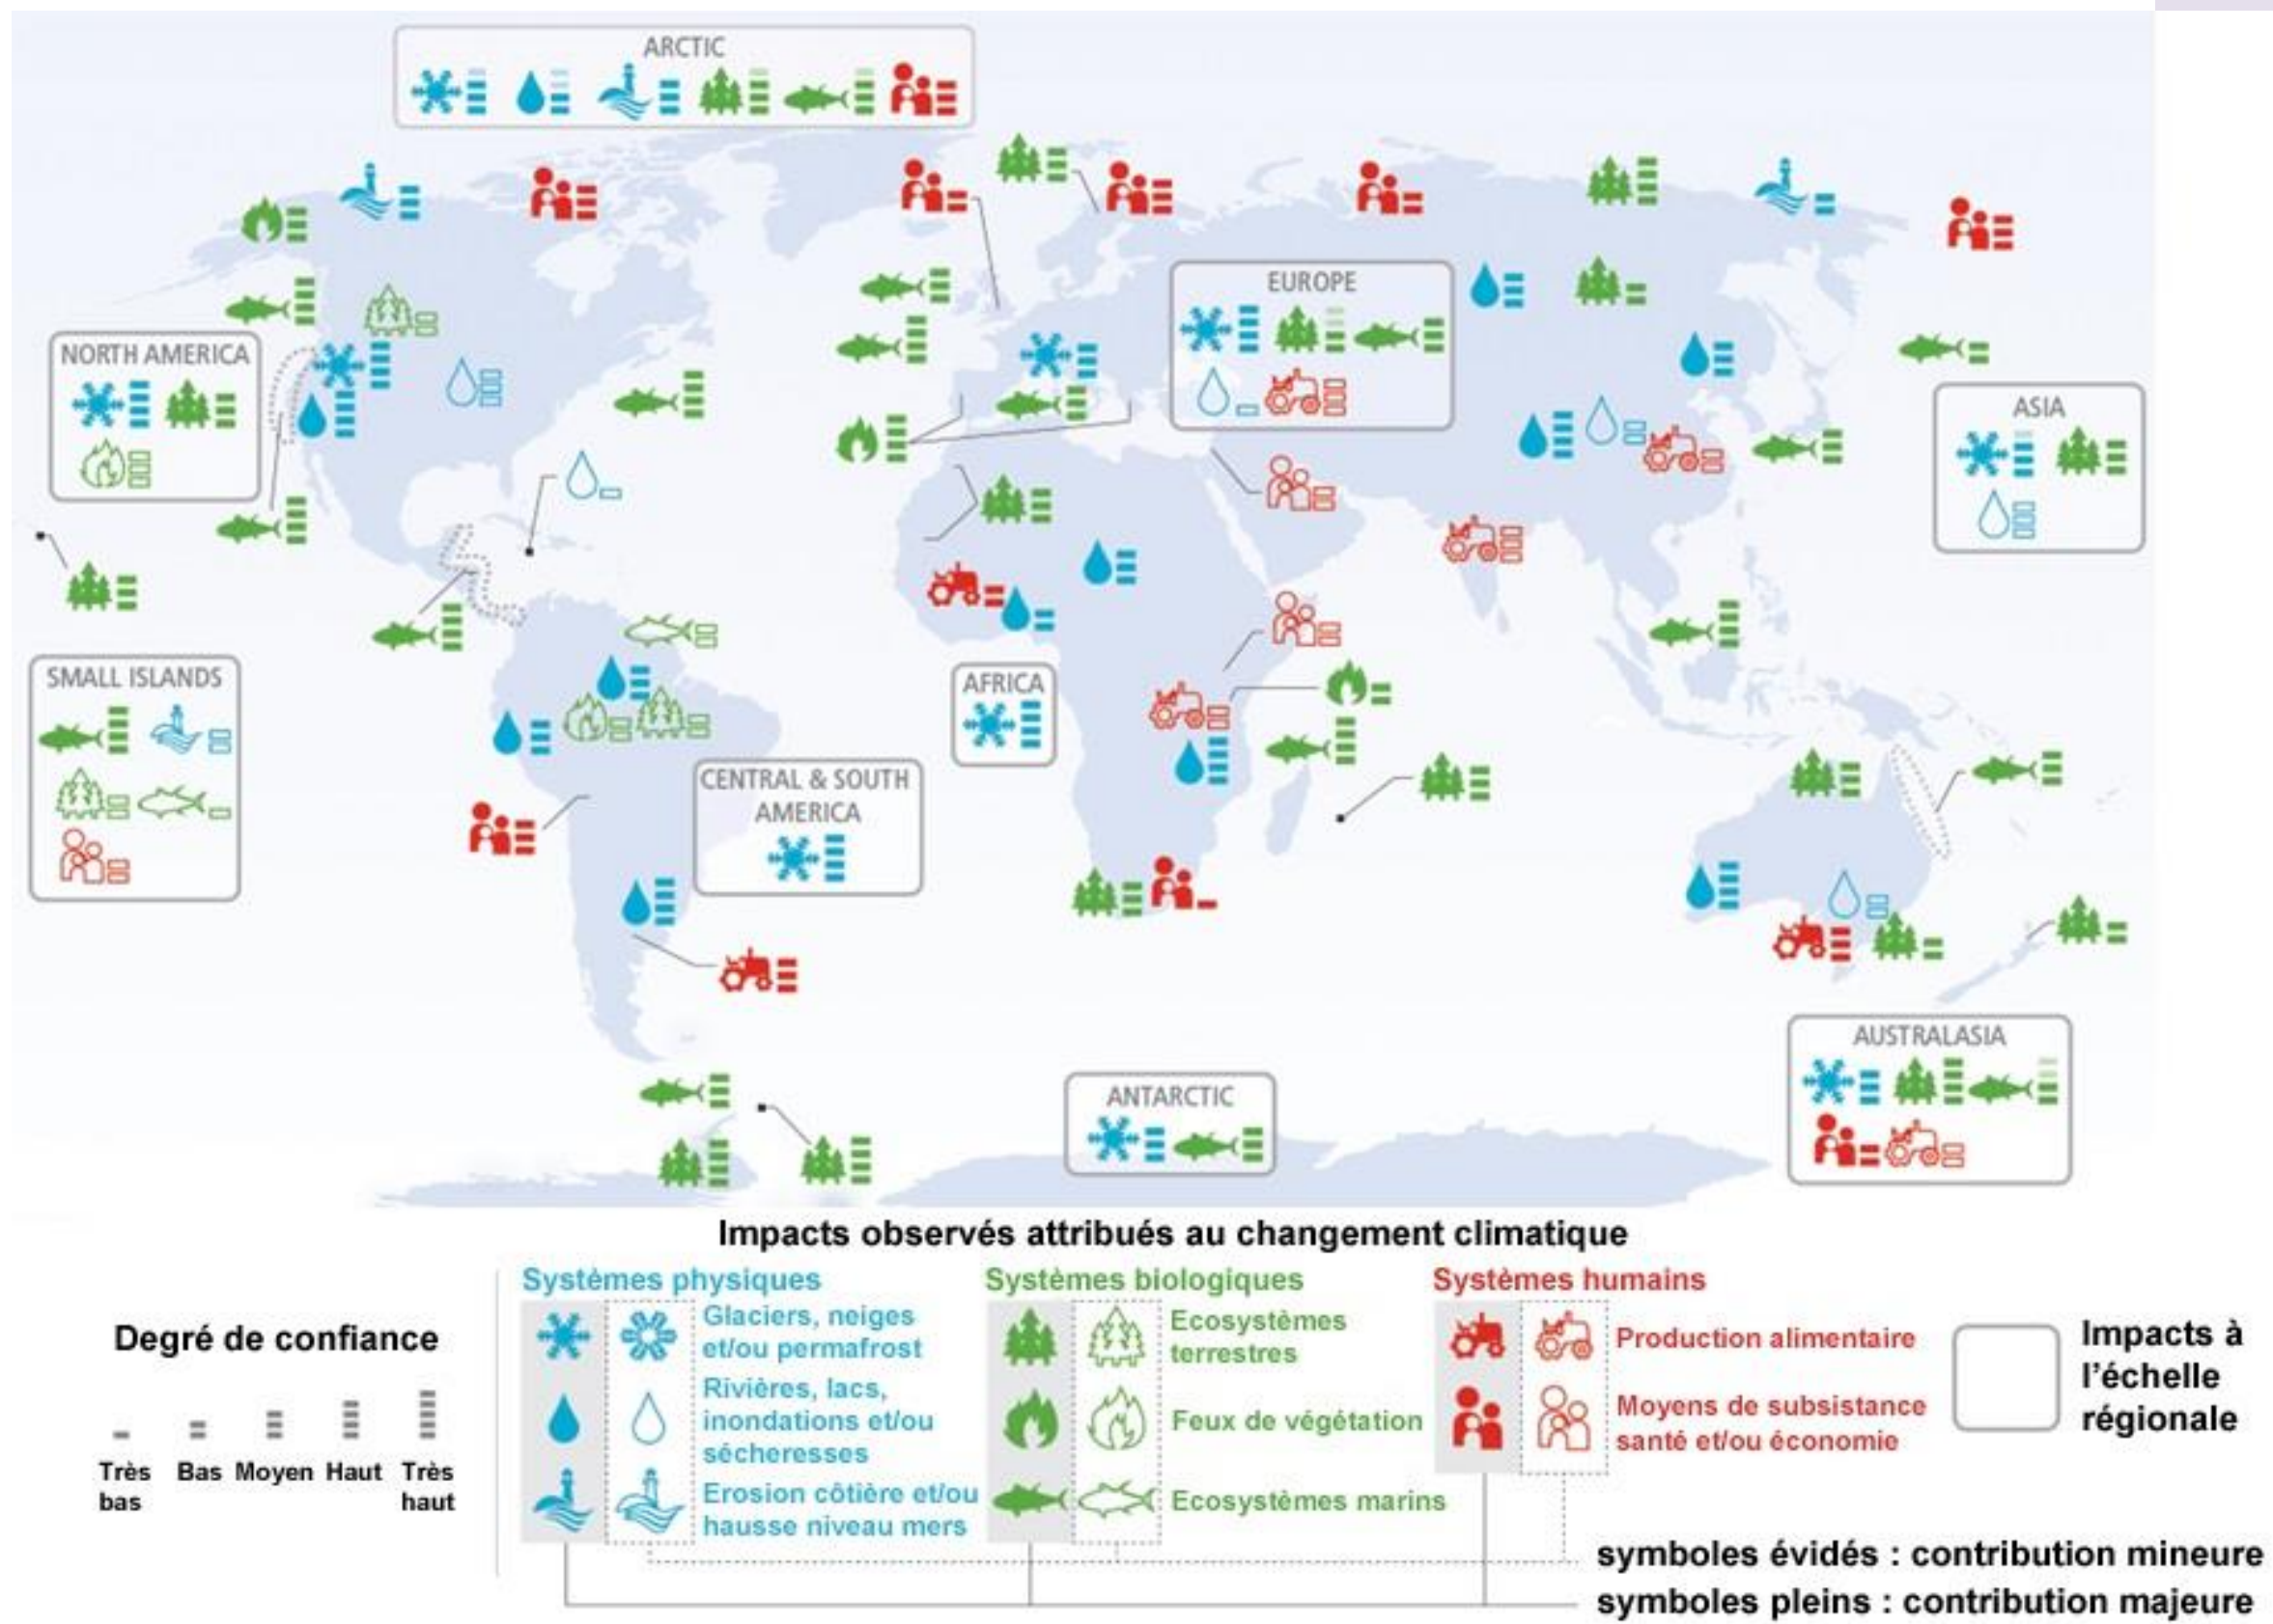 ARCTIC
EUROPE
NORTH AMERICA
ASIA
SMALL ISLANDS
AFRICA
CENTRAL & SOUTH
AMERICA
AUSTRALASIA
ANTARCTIC
Impacts observés attribués au changement climatique
Degré de confiance
Très
bas
Bas
Moyen
Haut
Très
haut
Systèmes physiques
Glaciers, neiges
et/ou permafrost
Rivières, lacs,
inondations et/ou
sécheresses
Erosion côtière et/ou
hausse niveau mers
Systèmes biologiques
Ecosystèmes
terrestres
Feux de végétation
Ecosystèmes marins
Systèmes humains
Production alimentaire
Moyens de subsistance
santé et/ou économie
Impacts à
l'échelle
régionale
symboles évidés : contribution mineure
symboles pleins : contribution majeure